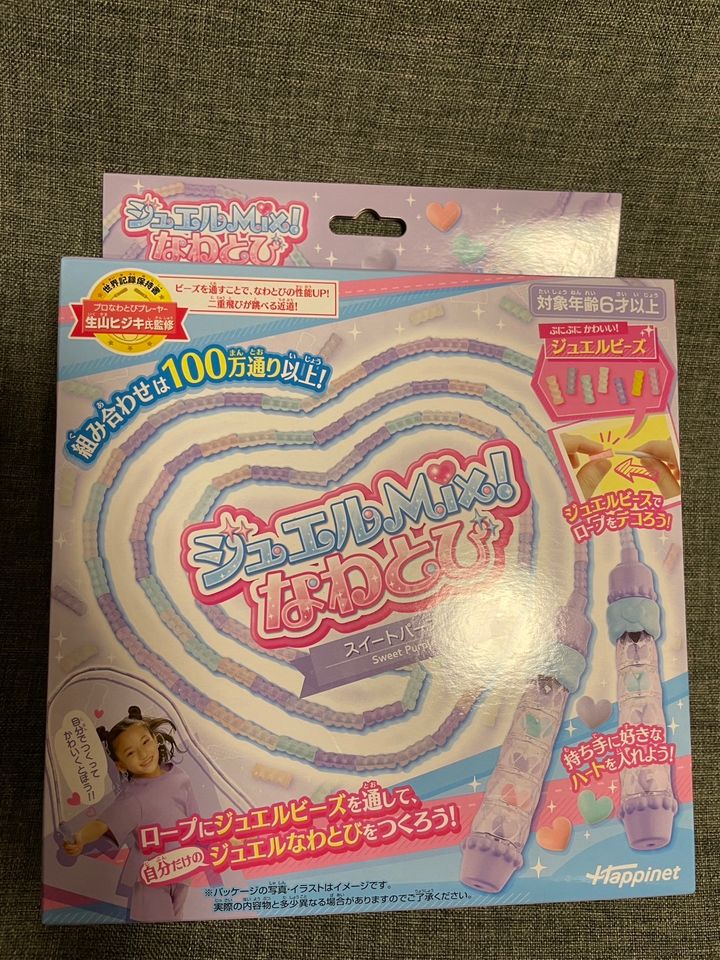 ジュエルMix!
なわとび
世界記録保持者
プロなわとびプレーヤー
生山ヒジキ氏監修
ビーズを通すことで、なわとびの性能UP!
二重飛びが跳べる近道!
対象年齢6才以上
ぷにぷにかわいい!
ジュエルビーズ
組み合わせは100万通り以上!
ジュエルビーズで
ロープをデコろう!
ジュエルMix!
なわとび
スイートパー
Sweet Purpl
自分でつくって
かわいくとぼう!!
持ち手に好きな
ハートを入れよう!
ロープにジュエルビーズを通して、
自分だけのジュエルなわとびをつくろう!
※パッケージの写真・イラストはイメージです。
実際の内容物と多少異なる場合がありますのでご了承ください。
Happinet